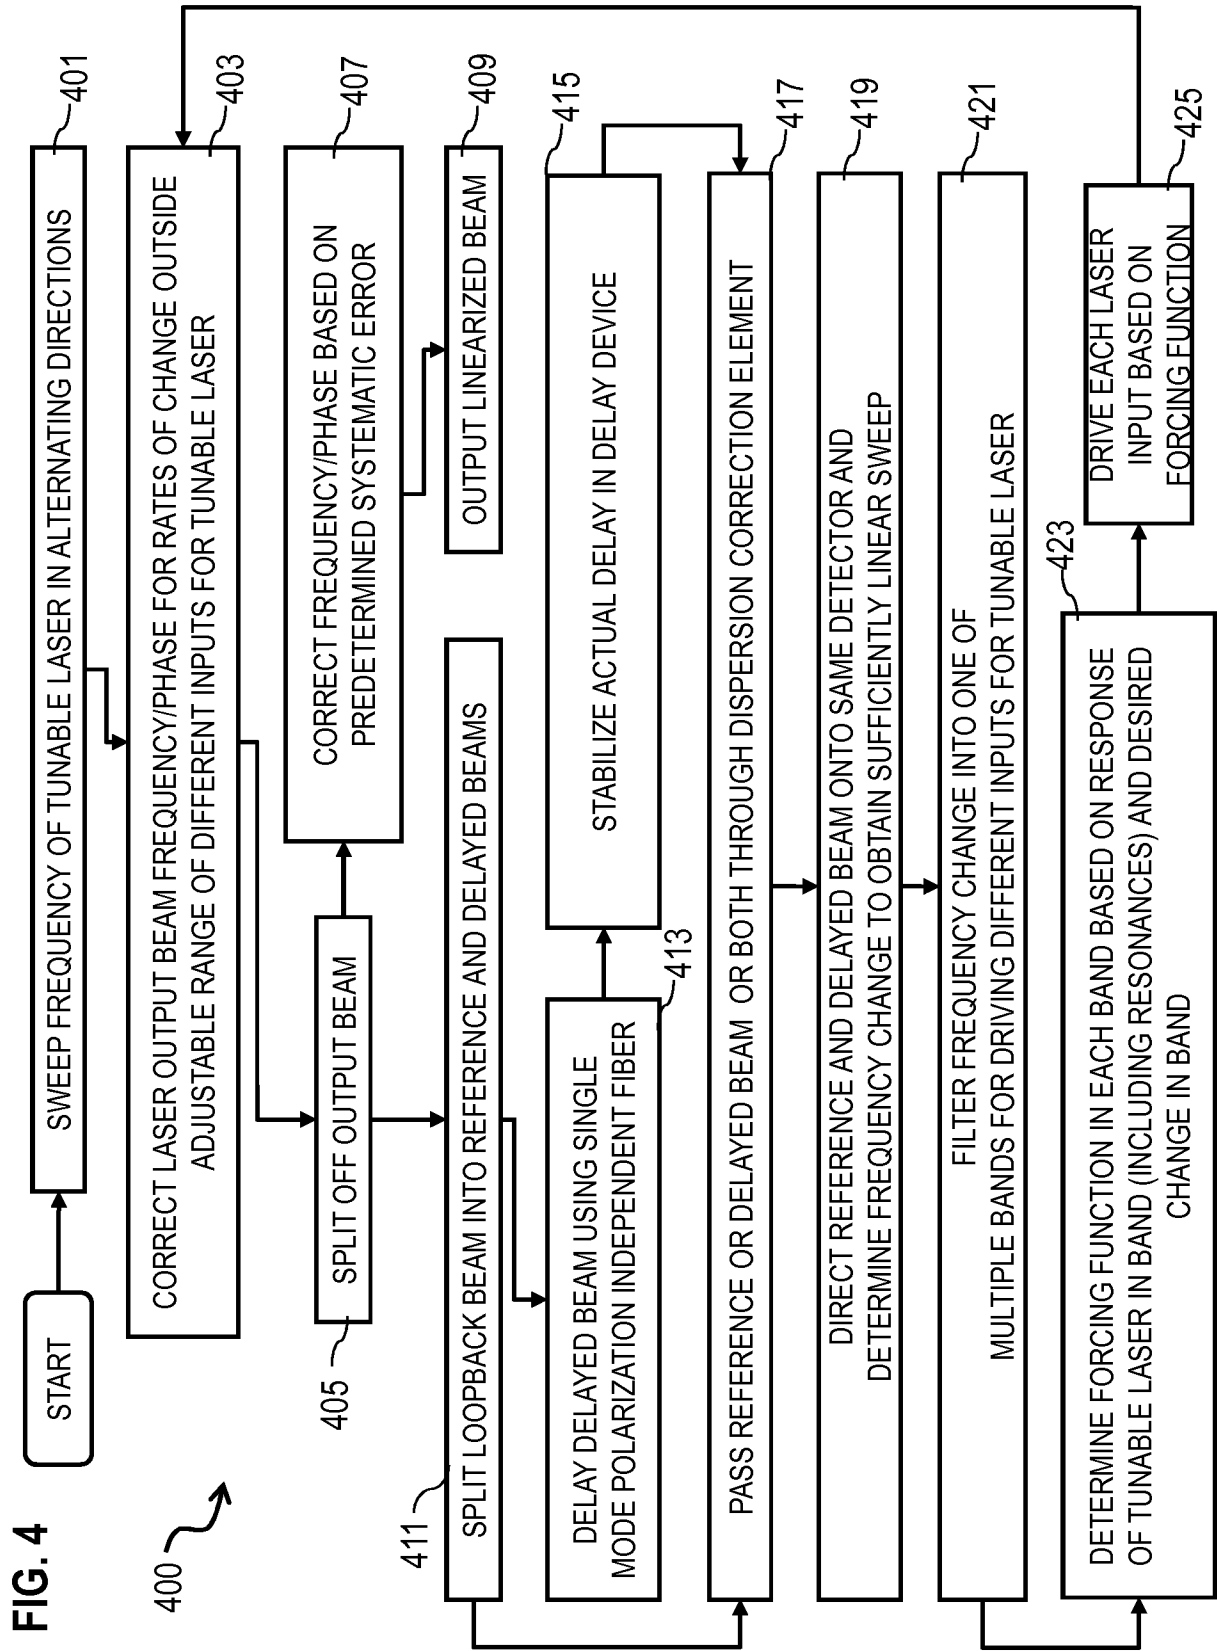 FIG. 4
400
START
SWEEP FREQUENCY OF TUNABLE LASER IN ALTERNATING DIRECTIONS
401
CORRECT LASER OUTPUT BEAM FREQUENCY/PHASE FOR RATES OF CHANGE OUTSIDE
ADJUSTABLE RANGE OF DIFFERENT INPUTS FOR TUNABLE LASER
403
SPLIT OFF OUTPUT BEAM
405
CORRECT FREQUENCY/PHASE BASED ON
PREDETERMINED SYSTEMATIC ERROR
407
OUTPUT LINEARIZED BEAM
409
SPLIT LOOPBACK BEAM INTO REFERENCE AND DELAYED BEAMS
411
DELAY DELAYED BEAM USING SINGLE
MODE POLARIZATION INDEPENDENT FIBER
413
STABILIZE ACTUAL DELAY IN DELAY DEVICE
415
PASS REFERENCE OR DELAYED BEAM OR BOTH THROUGH DISPERSION CORRECTION ELEMENT
417
DIRECT REFERENCE AND DELAYED BEAM ONTO SAME DETECTOR AND
DETERMINE FREQUENCY CHANGE TO OBTAIN SUFFICIENTLY LINEAR SWEEP
419
FILTER FREQUENCY CHANGE INTO ONE OF
MULTIPLE BANDS FOR DRIVING DIFFERENT INPUTS FOR TUNABLE LASER
421
DETERMINE FORCING FUNCTION IN EACH BAND BASED ON RESPONSE
OF TUNABLE LASER IN BAND (INCLUDING RESONANCES) AND DESIRED
CHANGE IN BAND
423
DRIVE EACH LASER
INPUT BASED ON
FORCING FUNCTION
425